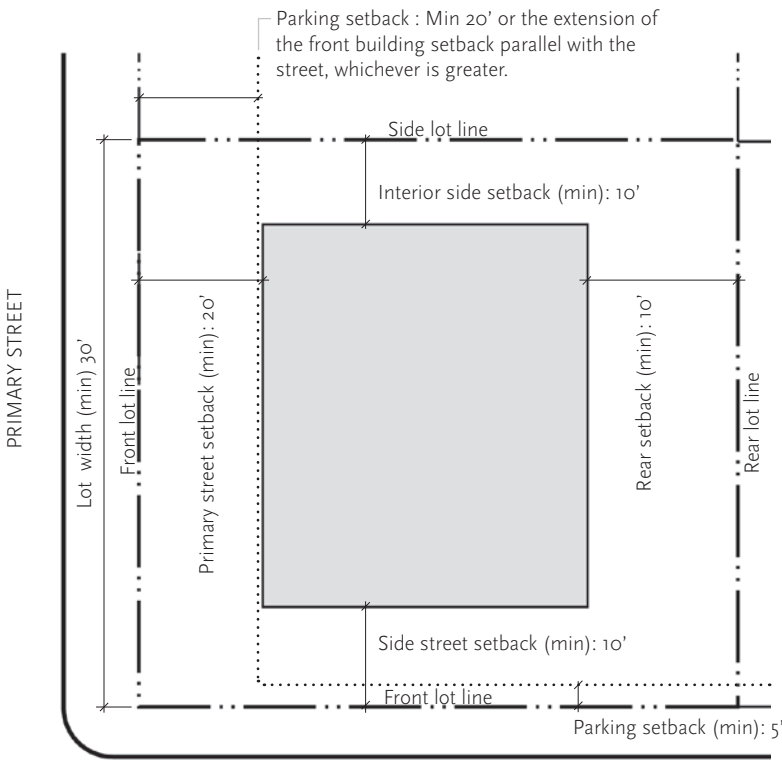 Parking setback : Min 20' or the extension of
the front building setback parallel with the
street, whichever is greater.
Side lot line
Interior side setback (min): 10'
PRIMARY STREET
Lot width (min) 30'
Front lot line
Primary street setback (min): 20'
Rear setback (min): 10'
Rear lot line
Side street setback (min): 10'
Front lot line
Parking setback (min): 5'